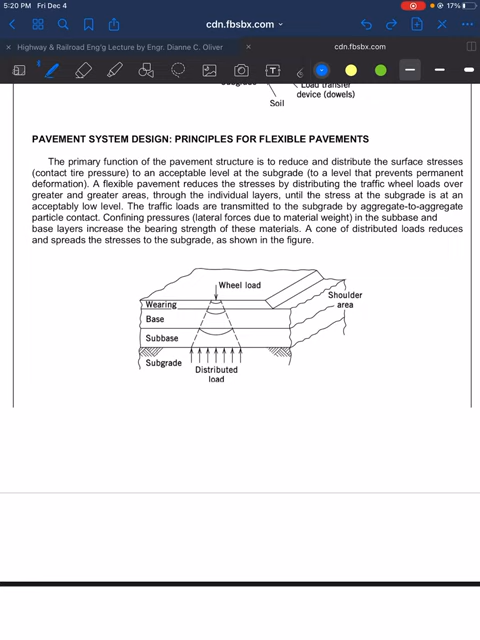 5:20 PM Fri Dec 4
17%
cdn.fbsbx.com
Highway & Railroad Eng'g Lecture by Engr. Dianne C. Oliver
cdn.fbsbx.com
Load transfer
device (dowels)
Soil
PAVEMENT SYSTEM DESIGN: PRINCIPLES FOR FLEXIBLE PAVEMENTS
The primary function of the pavement structure is to reduce and distribute the surface stresses
(contact tire pressure) to an acceptable level at the subgrade (to a level that prevents permanent
deformation). A flexible pavement reduces the stresses by distributing the traffic wheel loads over
greater and greater areas, through the individual layers, until the stress at the subgrade is at an
acceptably low level. The traffic loads are transmitted to the subgrade by aggregate-to-aggregate
particle contact. Confining pressures (lateral forces due to material weight) in the subbase and
base layers increase the bearing strength of these materials. A cone of distributed loads reduces
and spreads the stresses to the subgrade, as shown in the figure.
Wheel load
Shoulder
area
Wearing
Base
Subbase
Subgrade
Distributed
load